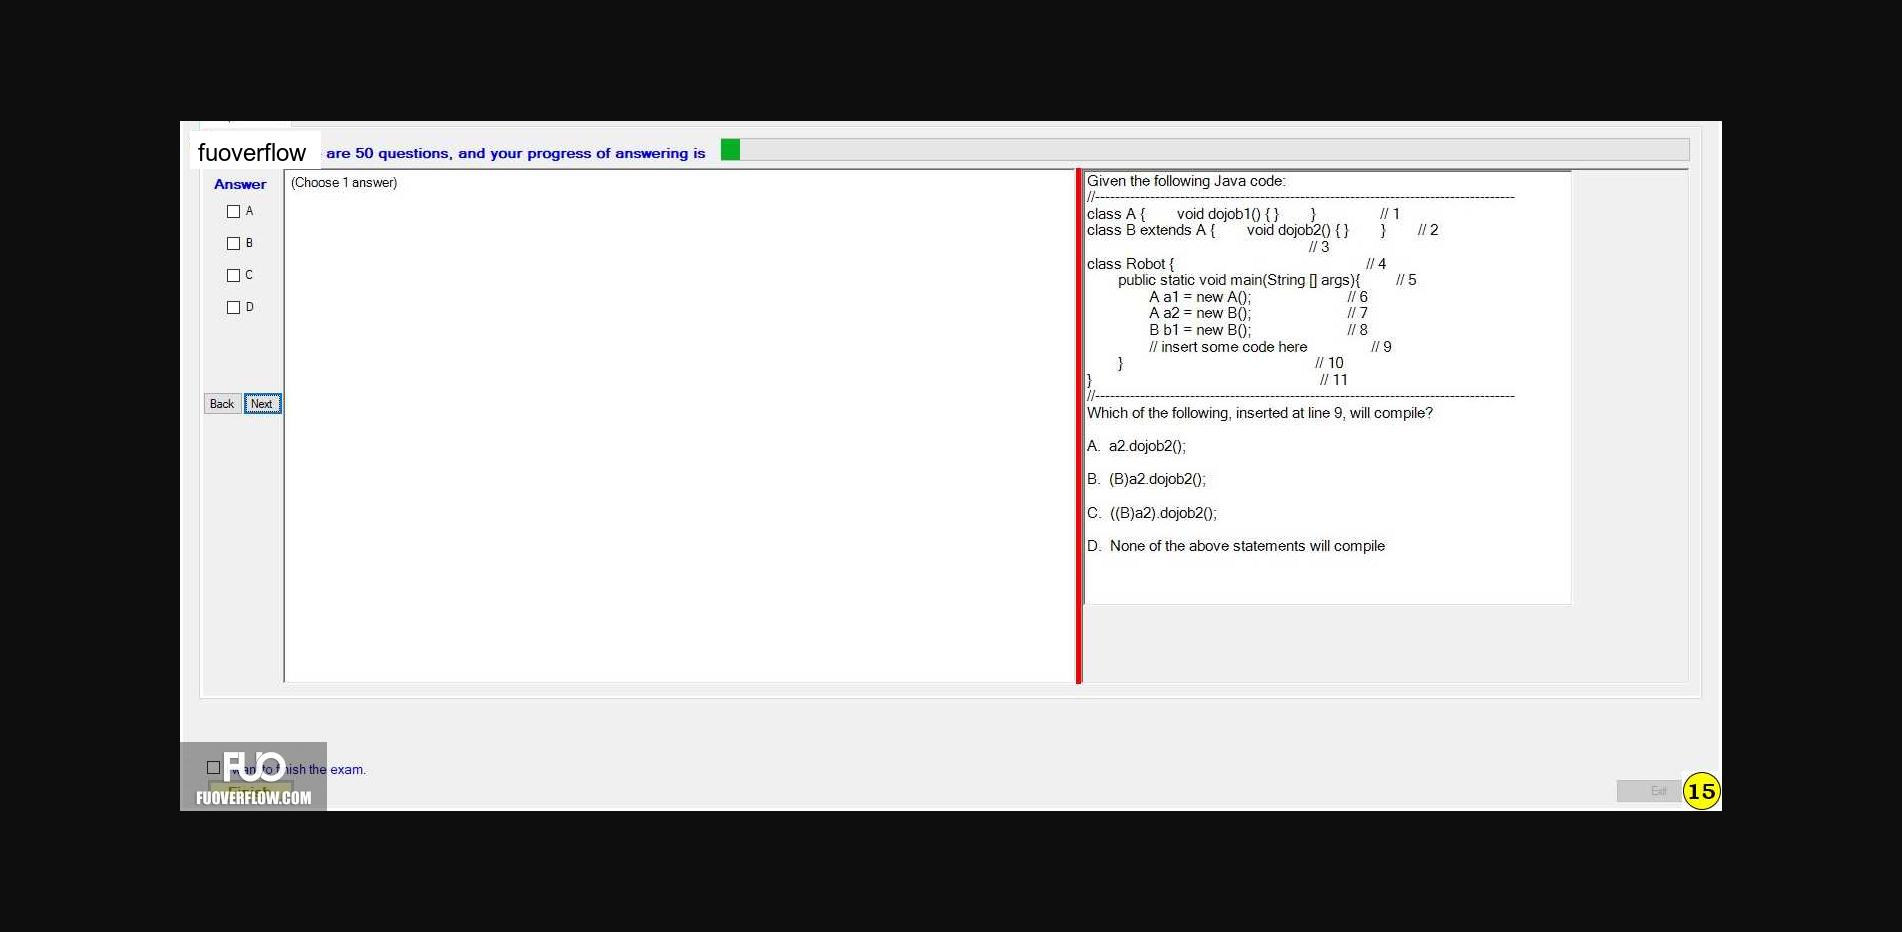 fuoverflow are 50 questions, and your progress of answering is
Answer
A
B
C
D
Back Next
(Choose 1 answer)
Given the following Java code:
//------------------------------------------------------------------------------------
class A { void dojob1() { } } // 1
class B extends A { void dojob2() { } } // 2
// 3
class Robot { // 4
public static void main(String [] args){ // 5
A a1 = new A(); // 6
A a2 = new B(); // 7
B b1 = new B(); // 8
// insert some code here // 9
} // 10
} // 11
//------------------------------------------------------------------------------------
Which of the following, inserted at line 9, will compile?
A. a2.dojob2();
B. (B)a2.dojob2();
C. ((B)a2).dojob2();
D. None of the above statements will compile
FUO
the exam.
Finish
FUOVERFLOW.COM
Exit
15